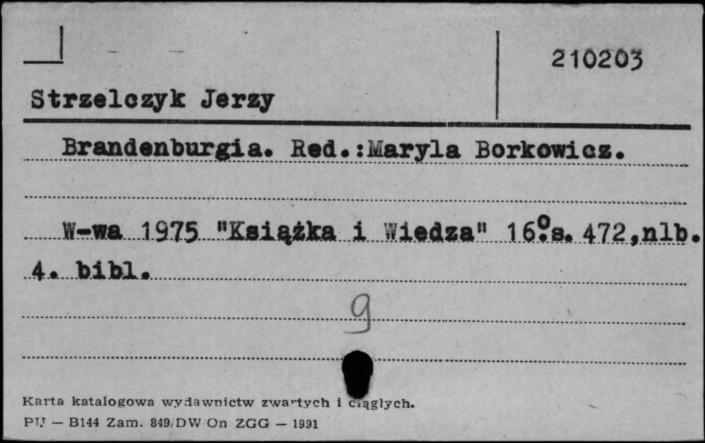 210203
Strzelczyk Jerzy
Brandenburgia. Red.:Maryla Borkowicz.
W-wa 1975 "Książka i Wiedza" 16°s. 472,nlb.
4. bibl.
9
Karta katalogowa wydawnictw zwartych i ciągłych.
PU — B144 Zam. 849/DW/On ZGG — 1991